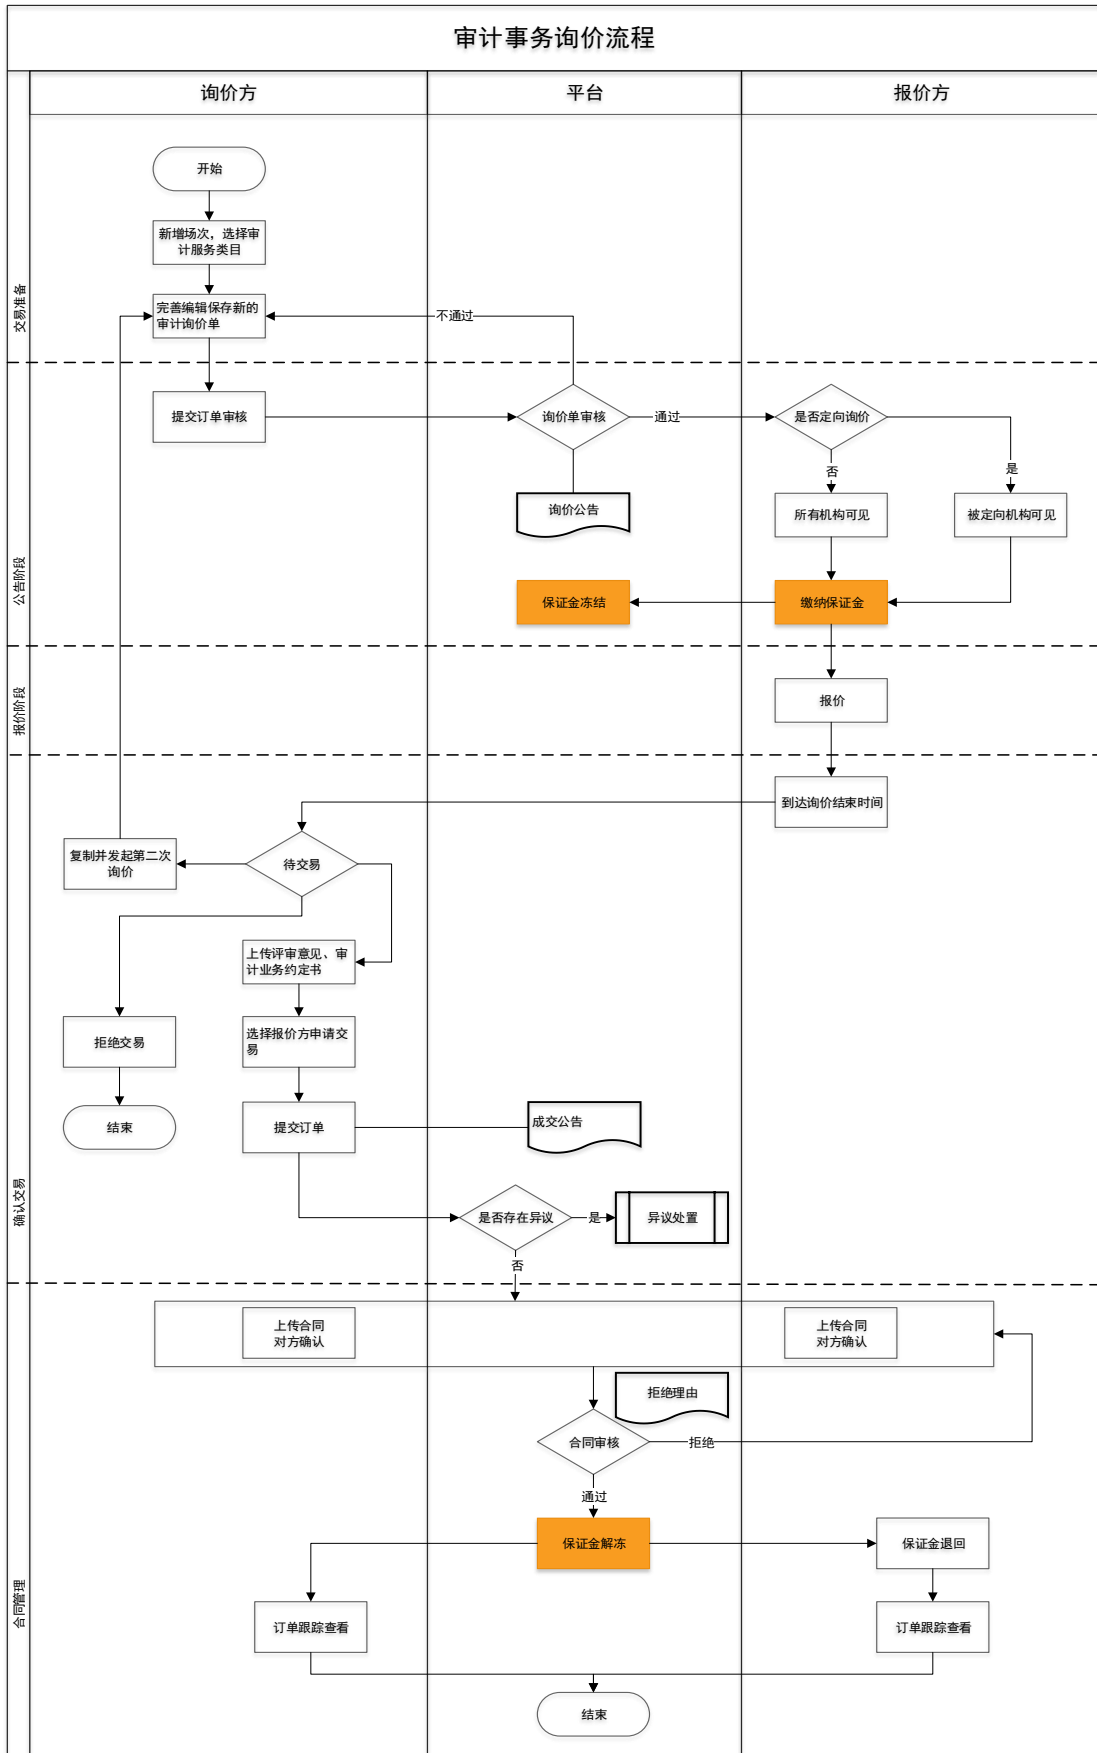 审计事务询价流程
询价方
平台
报价方
交易准备
开始
新增场次，选择审
计服务类目
完善编辑保存新的
审计询价单
不通过
公告阶段
提交订单审核
询价单审核
通过
是否定向询价
否
是
询价公告
所有机构可见
被定向机构可见
保证金冻结
缴纳保证金
报价阶段
报价
确认交易
到达询价结束时间
复制并发起第二次
询价
待交易
上传评审意见、审
计业务约定书
拒绝交易
选择报价方申请交
易
结束
提交订单
成交公告
是否存在异议
是
异议处置
否
合同管理
上传合同
对方确认
上传合同
对方确认
拒绝理由
合同审核
拒绝
通过
保证金解冻
保证金退回
订单跟踪查看
订单跟踪查看
结束